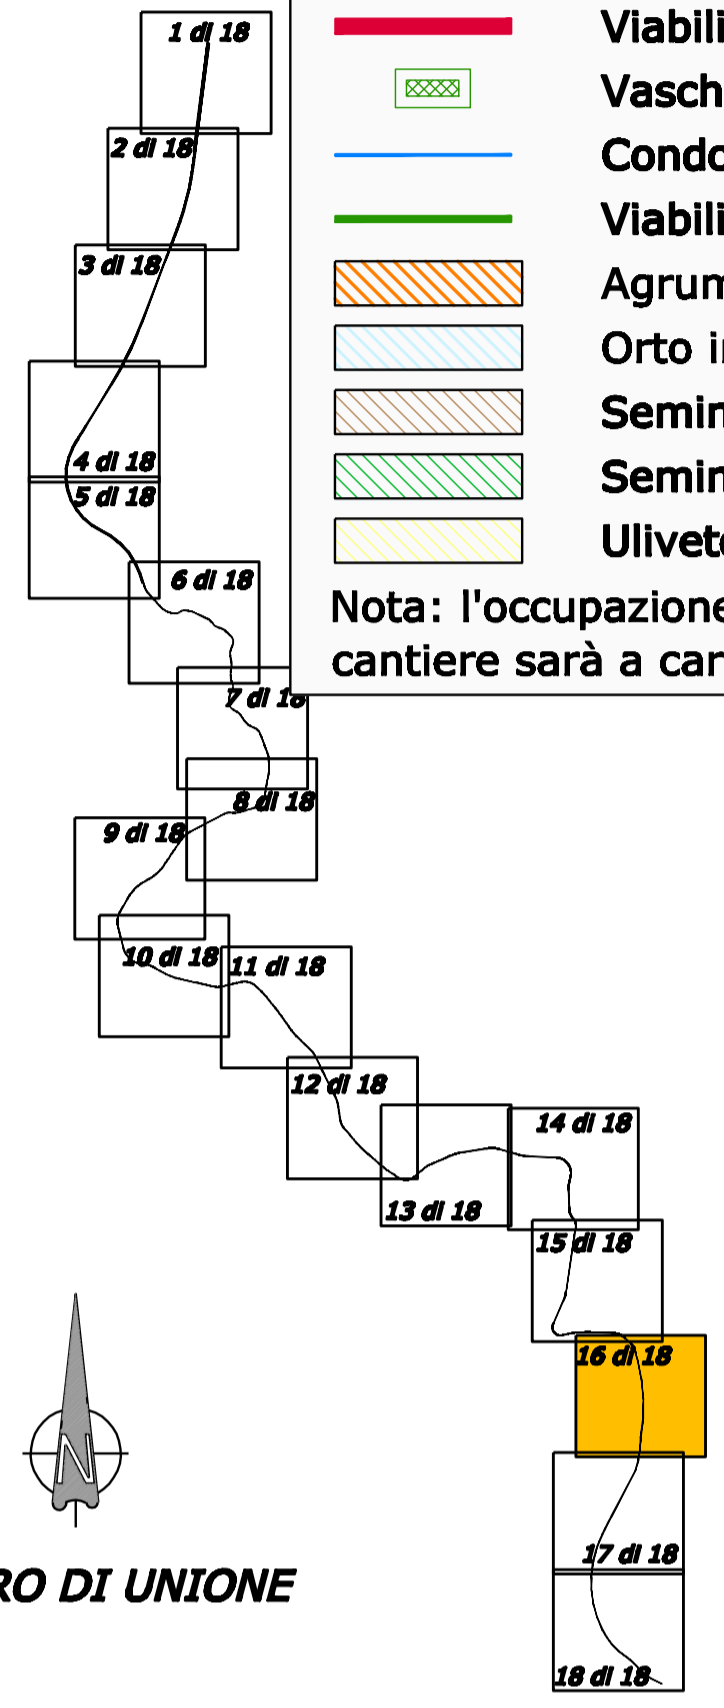 1 di 18
2 di 18
3 di 18
4 di 18
5 di 18
6 di 18
7 di 18
8 di 18
9 di 18
10 di 18
11 di 18
12 di 18
13 di 18
14 di 18
15 di 18
16 di 18
17 di 18
18 di 18
Viabili
Vasch
Condo
Viabili
Agrum
Orto i
Semin
Semin
Ulivet
Nota: l'occupazione
cantiere sarà a car
N
RO DI UNIONE